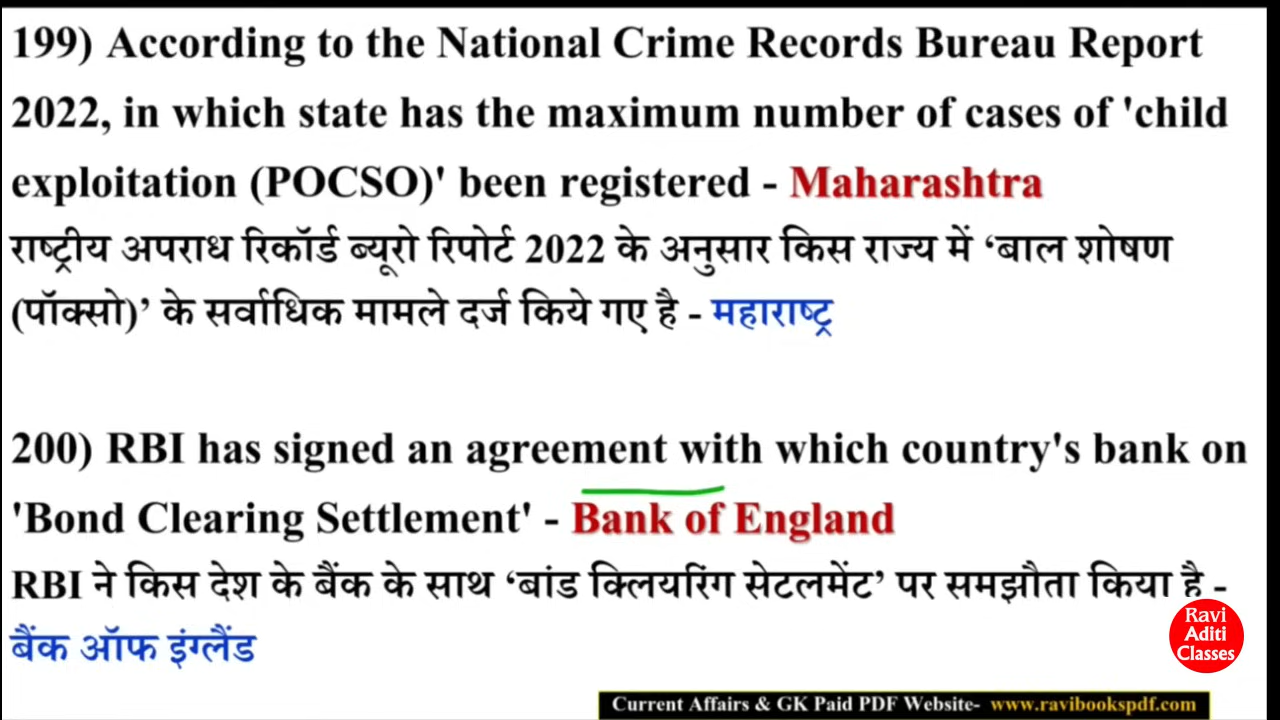 199) According to the National Crime Records Bureau Report
2022, in which state has the maximum number of cases of 'child
exploitation (POCSO)' been registered - Maharashtra
राष्ट्रीय अपराध रिकॉर्ड ब्यूरो रिपोर्ट 2022 के अनुसार किस राज्य में ‘बाल शोषण
(पॉक्सो)’ के सर्वाधिक मामले दर्ज किये गए है - महाराष्ट्र
200) RBI has signed an agreement with which country's bank on
'Bond Clearing Settlement' - Bank of England
RBI ने किस देश के बैंक के साथ ‘बांड क्लियरिंग सेटलमेंट’ पर समझौता किया है -
बैंक ऑफ इंग्लैंड
Ravi
Aditi
Classes
Current Affairs & GK Paid PDF Website- www.ravibookspdf.com